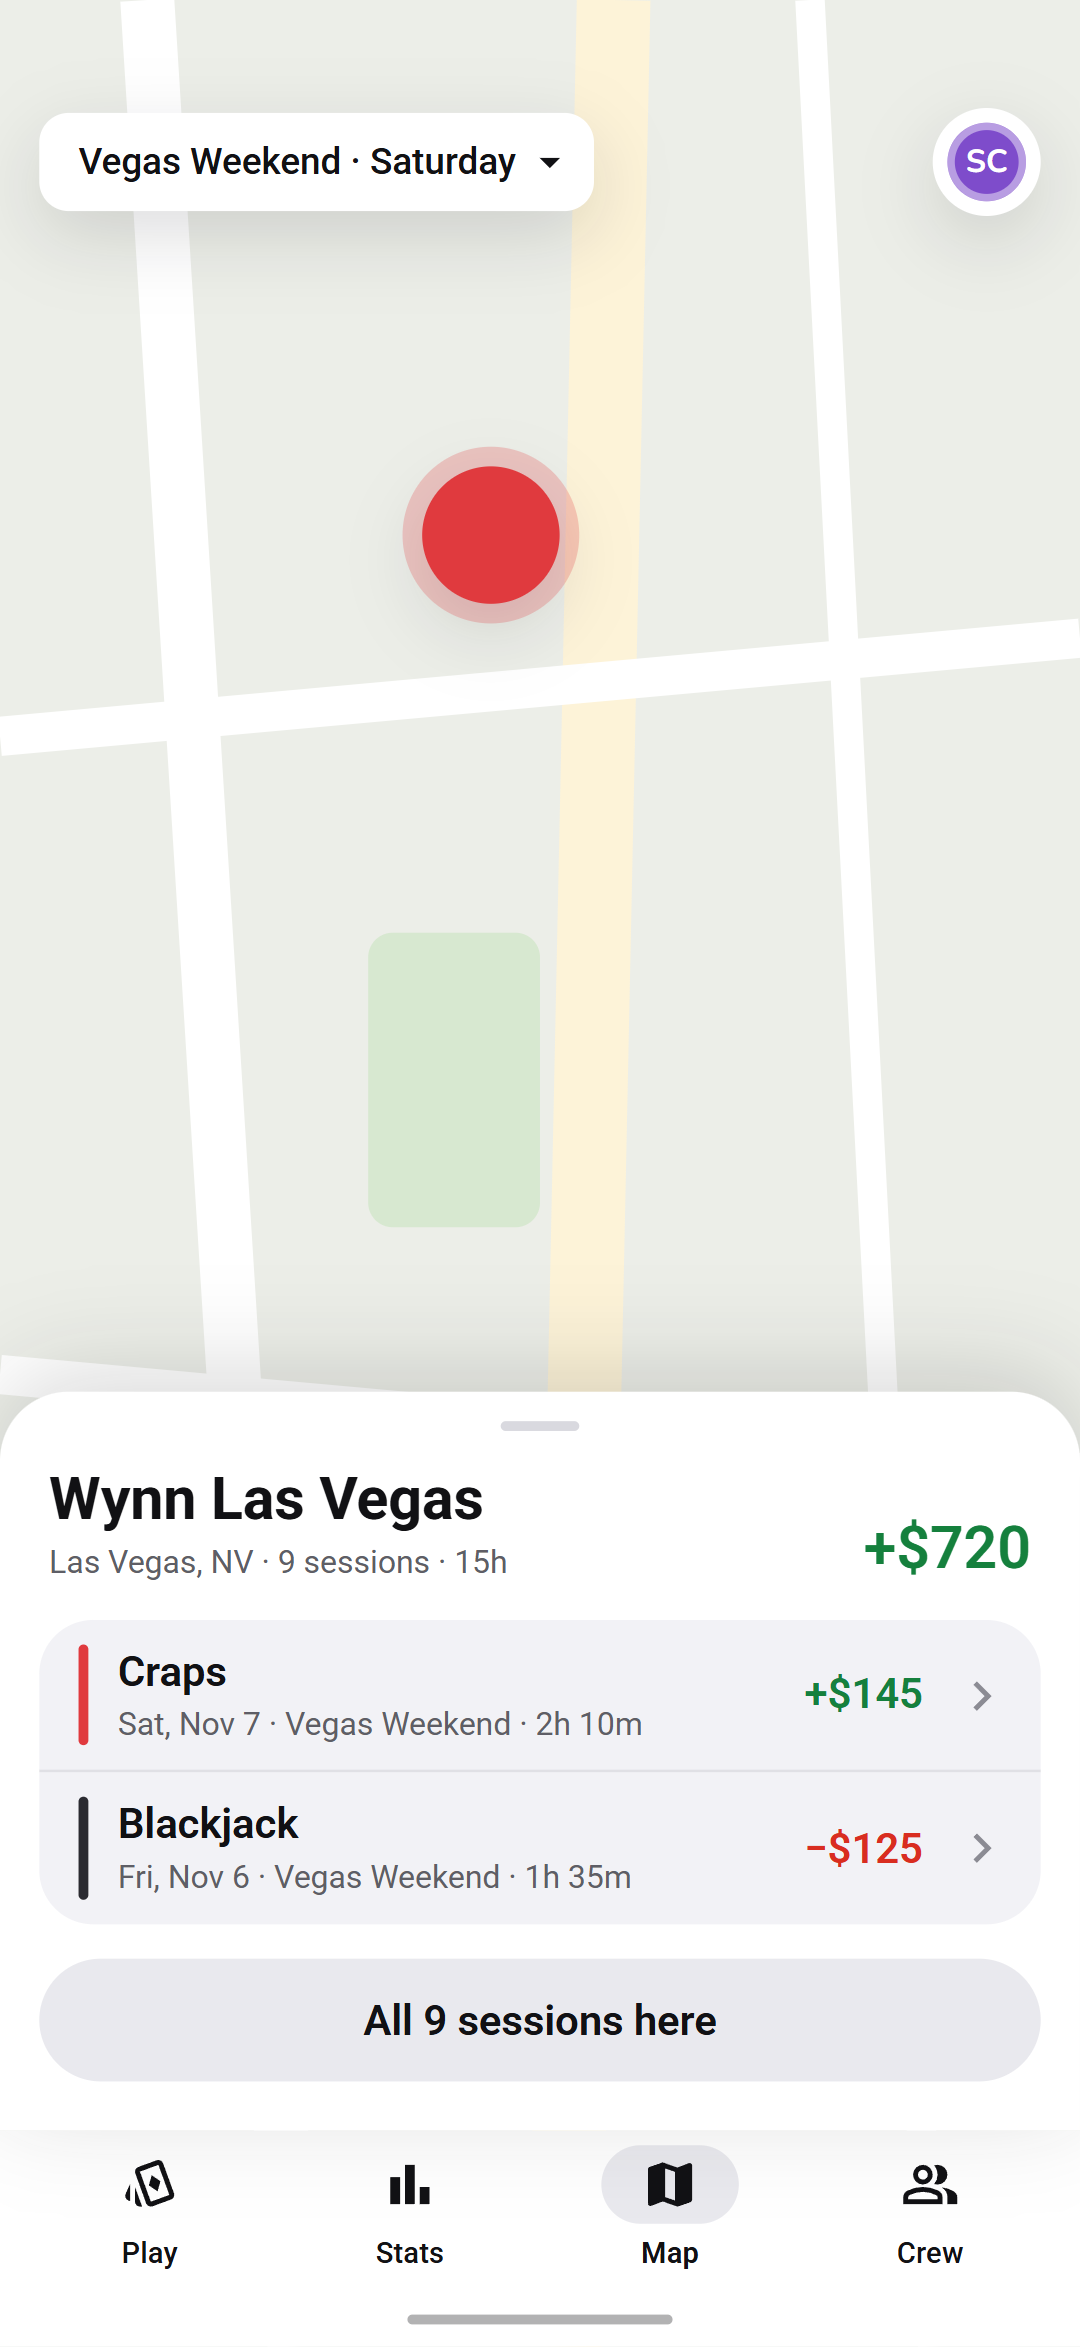 Vegas Weekend · Saturday
SC
Wynn Las Vegas
Las Vegas, NV · 9 sessions · 15h
+$720
Craps
Sat, Nov 7 · Vegas Weekend · 2h 10m
+$145
Blackjack
Fri, Nov 6 · Vegas Weekend · 1h 35m
−$125
All 9 sessions here
Play
Stats
Map
Crew